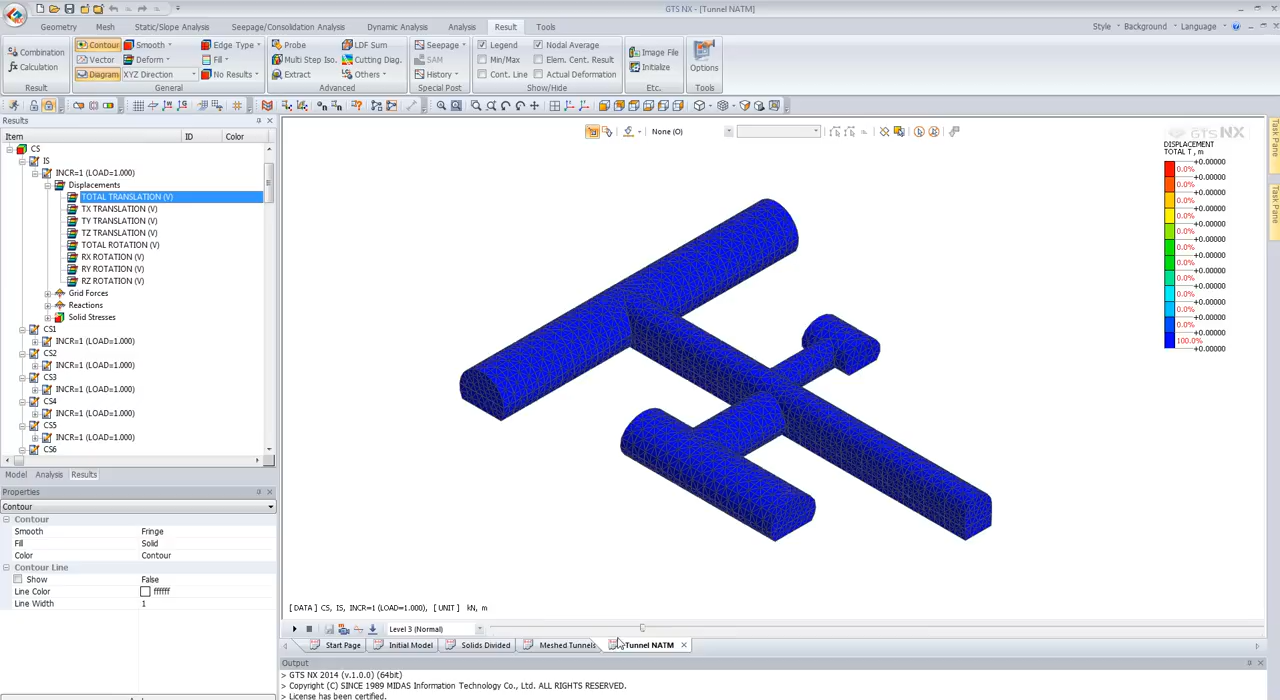 GTS NX - [Tunnel NATM]
Geometry Mesh Static/Slope Analysis Seepage/Consolidation Analysis Dynamic Analysis Analysis Result Tools Style Background Language
Combination Contour Smooth Edge Type Probe LDF Sum Seepage Legend Nodal Average Image File
Calculation Vector Deform Fill Multi Step Iso. Cutting Diag. SAM Min/Max Elem. Cent. Result Initialize Options
Diagram XYZ Direction No Results Extract Others History Cont. Line Actual Deformation
Result General Advanced Special Post Show/Hide Etc. Tools
Results
Item ID Color
CS
IS
INCR=1 (LOAD=1.000)
Displacements
TOTAL TRANSLATION (V)
TX TRANSLATION (V)
TY TRANSLATION (V)
TZ TRANSLATION (V)
TOTAL ROTATION (V)
RX ROTATION (V)
RY ROTATION (V)
RZ ROTATION (V)
Grid Forces
Reactions
Solid Stresses
CS1
INCR=1 (LOAD=1.000)
CS2
INCR=1 (LOAD=1.000)
CS3
INCR=1 (LOAD=1.000)
CS4
INCR=1 (LOAD=1.000)
CS5
INCR=1 (LOAD=1.000)
CS6
Model Analysis Results
Properties
Contour
Contour
Smooth Fringe
Fill Solid
Color Contour
Contour Line
Show False
Line Color ffffff
Line Width 1
None (O)
GTS NX
DISPLACEMENT
TOTAL T , m
+0.00000
0.0%
+0.00000
0.0%
+0.00000
0.0%
+0.00000
0.0%
+0.00000
0.0%
+0.00000
0.0%
+0.00000
0.0%
+0.00000
0.0%
+0.00000
0.0%
+0.00000
0.0%
+0.00000
0.0%
+0.00000
100.0%
+0.00000
Task Pane
Task Pane
[ DATA ] CS, IS, INCR=1 (LOAD=1.000), [ UNIT ] kN, m
Level 3 (Normal)
Start Page Initial Model Solids Divided Meshed Tunnels Tunnel NATM
Output
> GTS NX 2014 (v.1.0.0) (64bit)
> Copyright (C) SINCE 1989 MIDAS Information Technology Co., Ltd. ALL RIGHTS RESERVED.
> License has been certified.